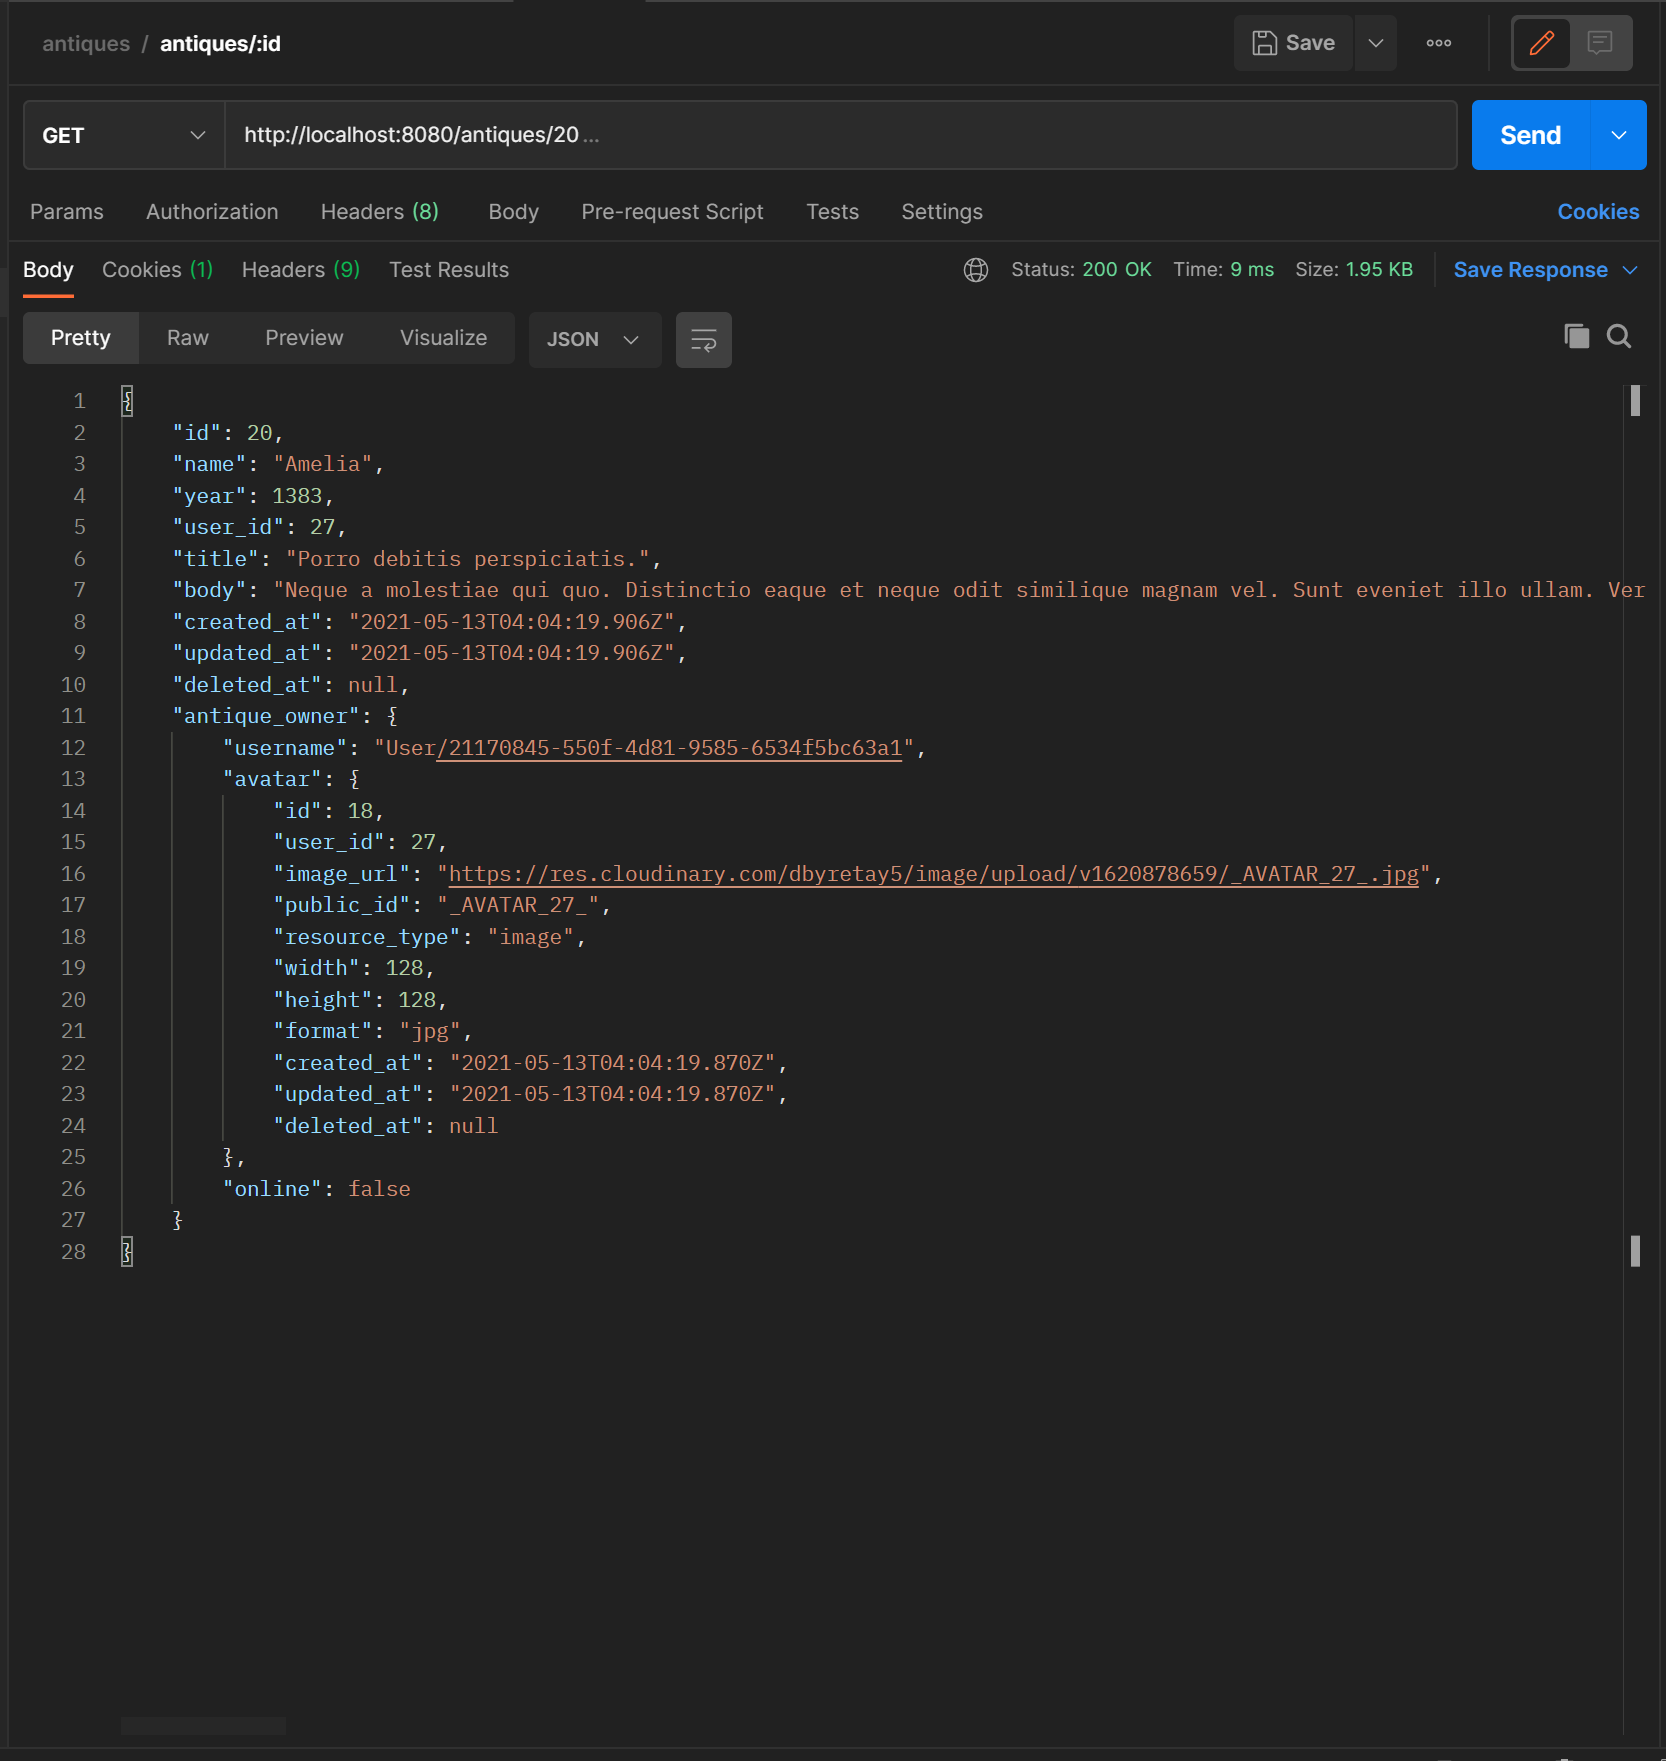 antiques / antiques/:id
Save
GET
http://localhost:8080/antiques/20 ...
Send
Params Authorization Headers (8) Body Pre-request Script Tests Settings Cookies
Body Cookies (1) Headers (9) Test Results Status: 200 OK Time: 9 ms Size: 1.95 KB Save Response
Pretty Raw Preview Visualize JSON
1 {
2 "id": 20,
3 "name": "Amelia",
4 "year": 1383,
5 "user_id": 27,
6 "title": "Porro debitis perspiciatis.",
7 "body": "Neque a molestiae qui quo. Distinctio eaque et neque odit similique magnam vel. Sunt eveniet illo ullam. Ver
8 "created_at": "2021-05-13T04:04:19.906Z",
9 "updated_at": "2021-05-13T04:04:19.906Z",
10 "deleted_at": null,
11 "antique_owner": {
12 "username": "User/21170845-550f-4d81-9585-6534f5bc63a1",
13 "avatar": {
14 "id": 18,
15 "user_id": 27,
16 "image_url": "https://res.cloudinary.com/dbyretay5/image/upload/v1620878659/_AVATAR_27_.jpg",
17 "public_id": "_AVATAR_27_",
18 "resource_type": "image",
19 "width": 128,
20 "height": 128,
21 "format": "jpg",
22 "created_at": "2021-05-13T04:04:19.870Z",
23 "updated_at": "2021-05-13T04:04:19.870Z",
24 "deleted_at": null
25 },
26 "online": false
27 }
28 }